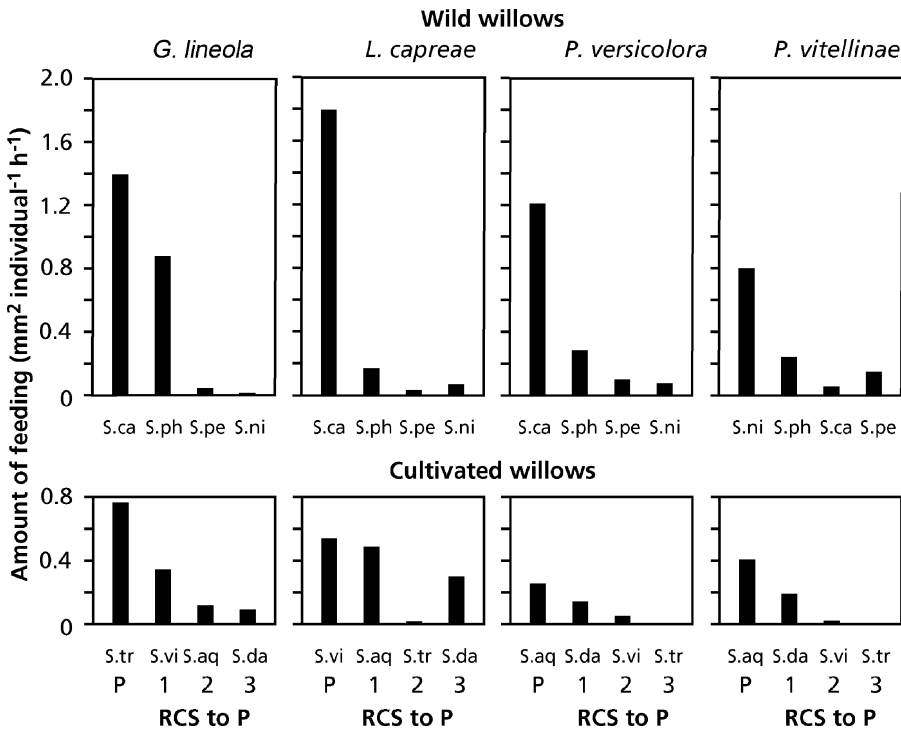 Wild willows
G. lineola L. capreae P. versicolora P. vitellinae
Amount of feeding (mm² individual⁻¹ h⁻¹)
2.0
1.6
1.2
0.8
0.4
0
S.ca S.ph S.pe S.ni S.ca S.ph S.pe S.ni S.ca S.ph S.pe S.ni S.ni S.ph S.ca S.pe
Cultivated willows
0.8
0.4
0
S.tr S.vi S.aq S.da S.vi S.aq S.tr S.da S.aq S.da S.vi S.tr S.aq S.da S.vi S.tr
P 1 2 3 P 1 2 3 P 1 2 3 P 1 2 3
RCS to P RCS to P RCS to P RCS to P